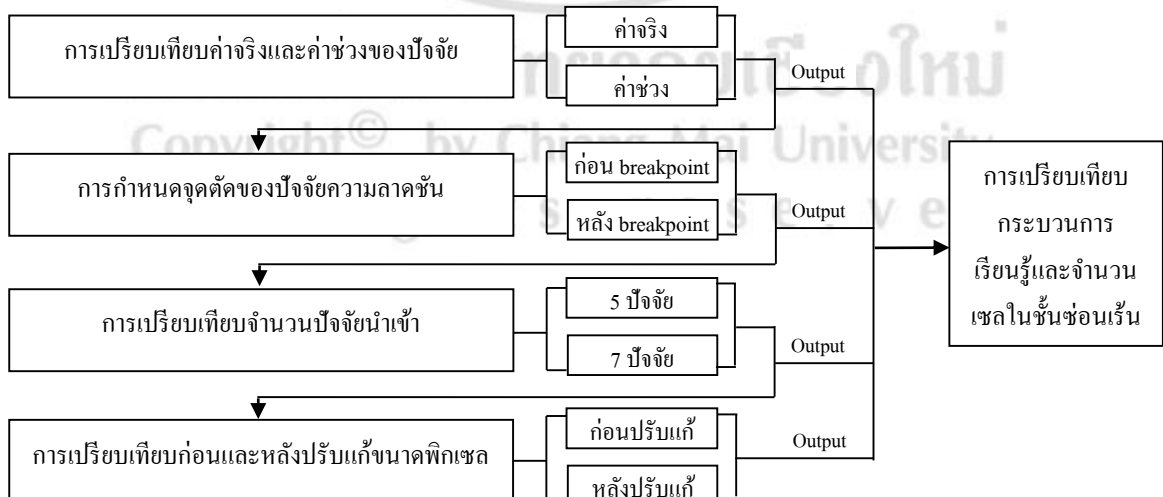 การเปรียบเทียบค่าจริงและค่าช่วงของปัจจัย
ค่าจริง
ค่าช่วง
Output
Copyright© by Chiang Mai University
การกำหนดจุดตัดของปัจจัยความลาดชัน
ก่อน breakpoint
หลัง breakpoint
Output
การเปรียบเทียบจำนวนปัจจัยนำเข้า
5 ปัจจัย
7 ปัจจัย
Output
การเปรียบเทียบก่อนและหลังปรับแก้ขนาดพิกเซล
ก่อนปรับแก้
หลังปรับแก้
Output
การเปรียบเทียบ
กระบวนการ
เรียนรู้และจำนวน
เซลในชั้นซ่อนเร้น